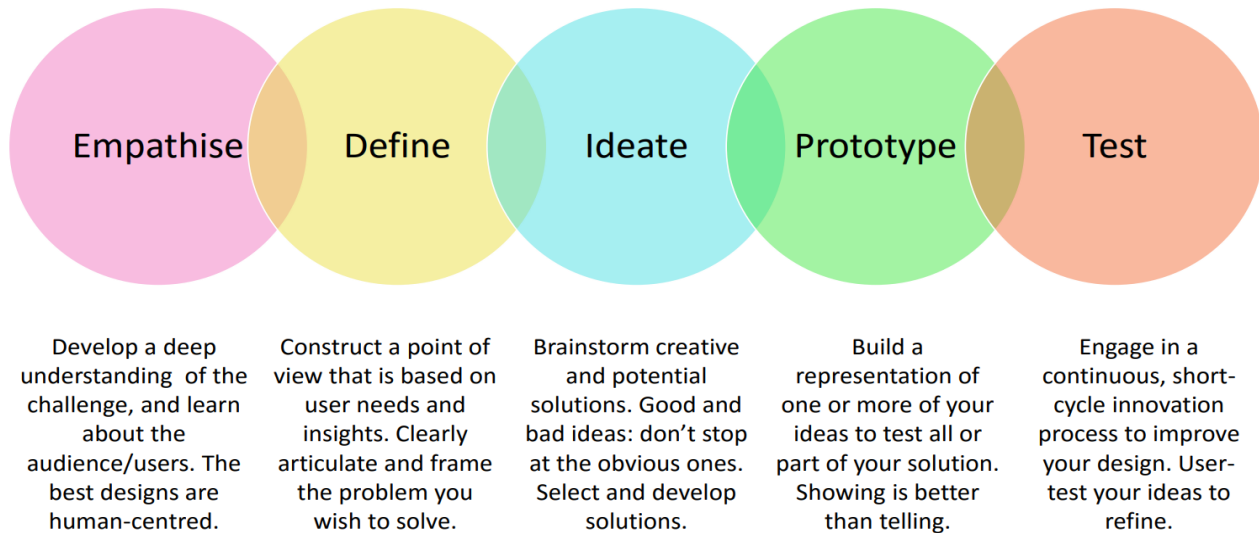 Empathise
Define
Ideate
Prototype
Test
Develop a deep
understanding of the
challenge, and learn
about the
audience/users. The
best designs are
human-centred.
Construct a point of
view that is based on
user needs and
insights. Clearly
articulate and frame
the problem you
wish to solve.
Brainstorm creative
and potential
solutions. Good and
bad ideas: don’t stop
at the obvious ones.
Select and develop
solutions.
Build a
representation of
one or more of your
ideas to test all or
part of your solution.
Showing is better
than telling.
Engage in a
continuous, short-
cycle innovation
process to improve
your design. User-
test your ideas to
refine.